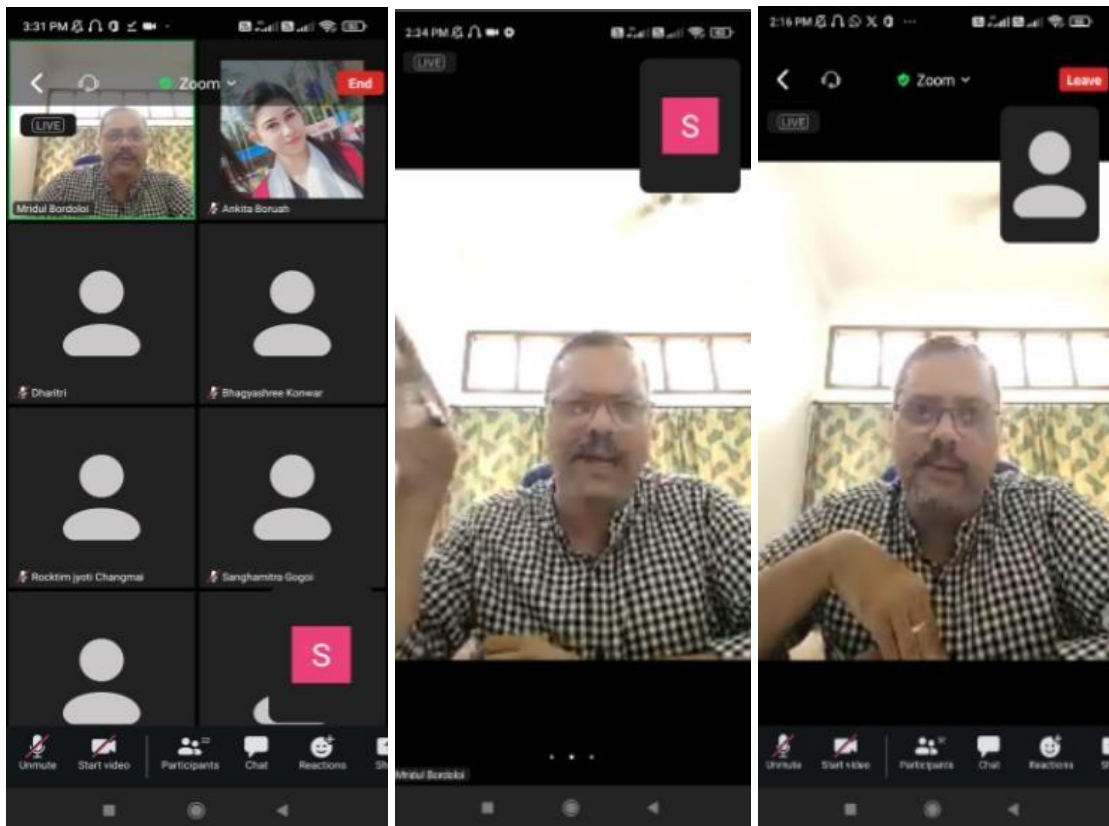 3:31 PM
Zoom
End
LIVE
Mridul Bordoloi
Ankita Boruah
Dharitri
Bhagyashree Konwar
Rocktim jyoti Changmai
Sanghamitra Gogoi
S
Unmute
Start video
Participants
Chat
Reactions
2:34 PM
LIVE
S
Mridul Bordoloi
2:16 PM
Zoom
Leave
LIVE
Unmute
Start video
Participants
Chat
Reactions